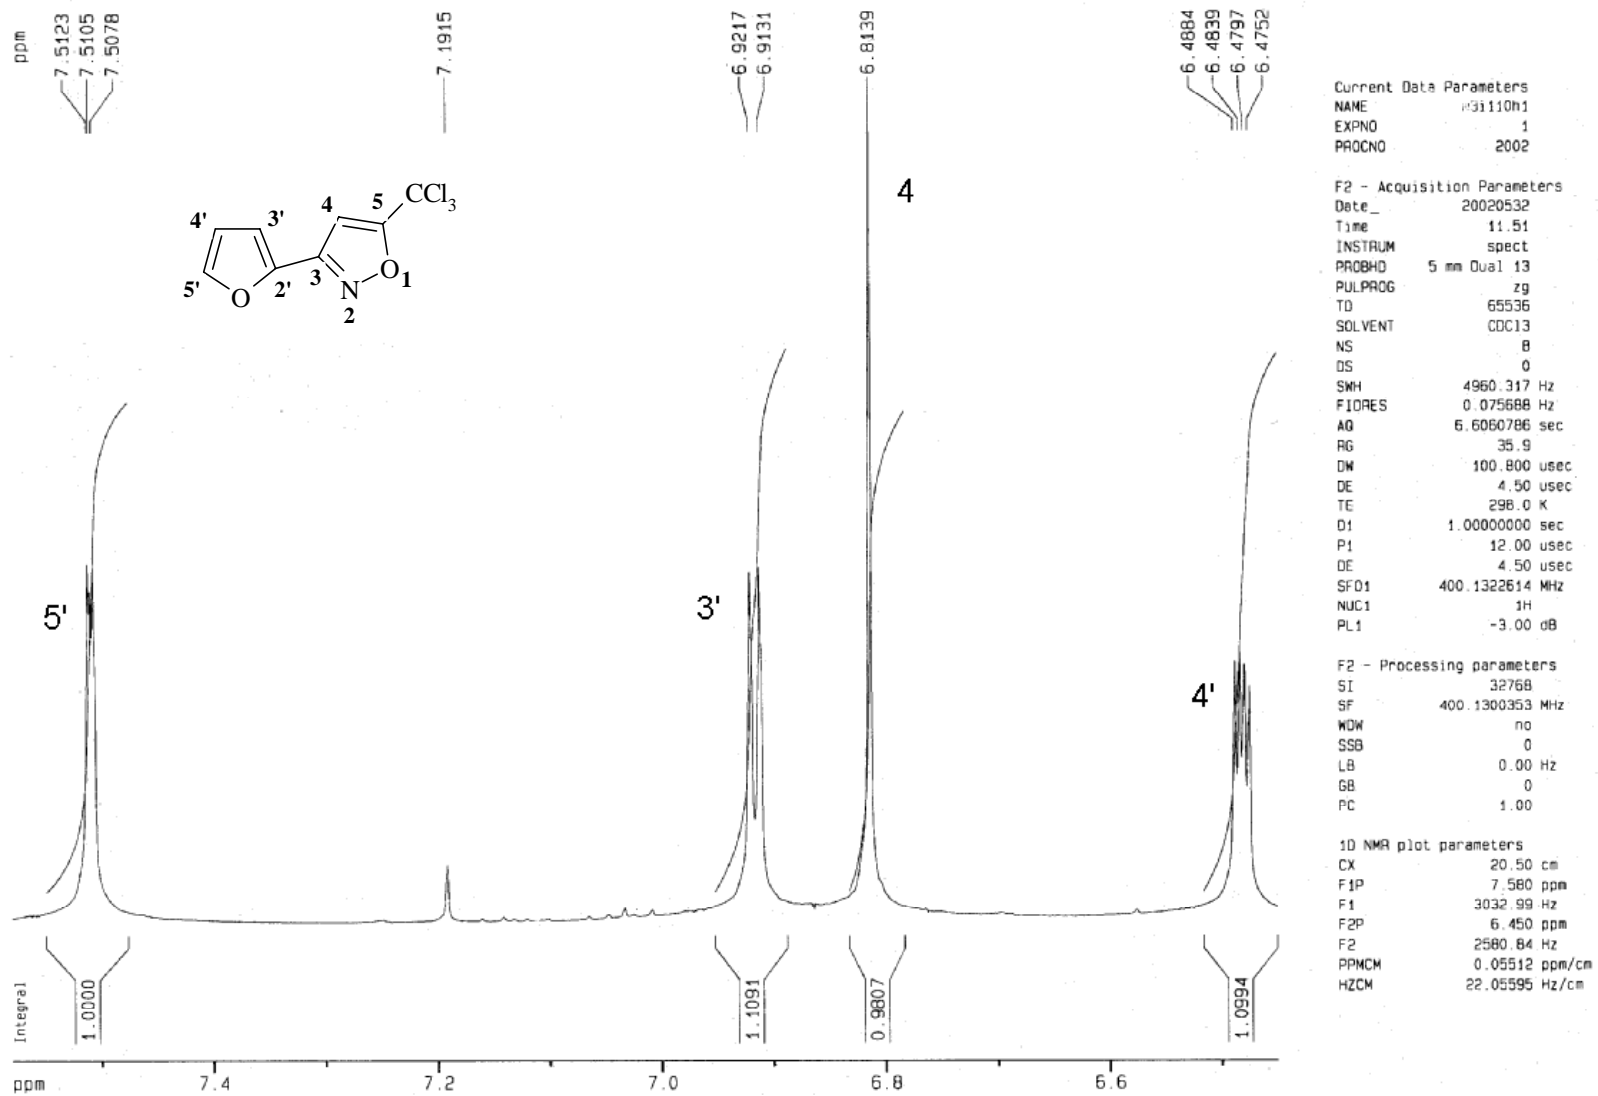 ppm
7.5123
7.5105
7.5078
7.1915
6.9217
6.9131
6.8139
6.4884
6.4839
6.4797
6.4752
4
5
CCl3
4'
3'
5'
O
2'
3
N
2
O
1
5'
3'
4
4'
Integral
1.0000
1.1091
0.9807
1.0994
ppm
7.4
7.2
7.0
6.8
6.6
Current Data Parameters
NAME
EXPNO 1
PROCNO 2002
F2 - Acquisition Parameters
Date_ 20020532
Time 11.51
INSTRUM spect
PROBHD 5 mm Dual 13
PULPROG zg
TD 65536
SOLVENT CDCl3
NS 8
DS 0
SWH 4960.317 Hz
FIDRES 0.075688 Hz
AQ 6.6060786 sec
RG 35.9
DW 100.800 usec
DE 4.50 usec
TE 298.0 K
D1 1.00000000 sec
P1 12.00 usec
DE 4.50 usec
SFO1 400.1322614 MHz
NUC1 1H
PL1 -3.00 dB
F2 - Processing parameters
SI 32768
SF 400.1300353 MHz
WDW no
SSB 0
LB 0.00 Hz
GB 0
PC 1.00
1D NMR plot parameters
CX 20.50 cm
F1P 7.580 ppm
F1 3032.99 Hz
F2P 6.450 ppm
F2 2580.84 Hz
PPMCM 0.05512 ppm/cm
HZCM 22.05595 Hz/cm